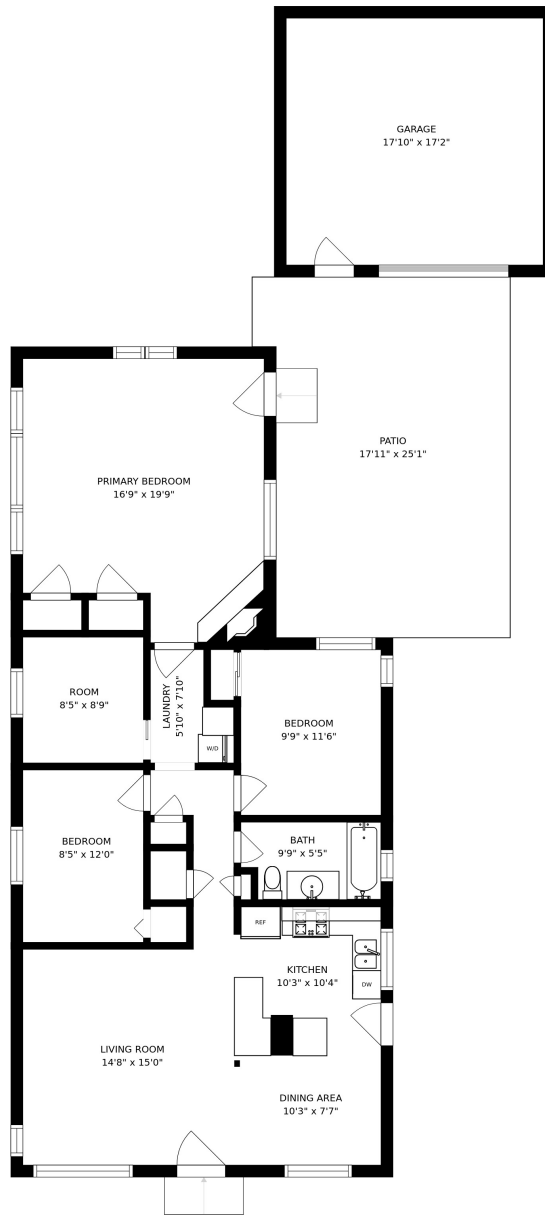 GARAGE
17'10" x 17'2"
PATIO
17'11" x 25'1"
PRIMARY BEDROOM
16'9" x 19'9"
ROOM
8'5" x 8'9"
LAUNDRY
5'10" x 7'10"
W/D
BEDROOM
9'9" x 11'6"
BEDROOM
8'5" x 12'0"
BATH
9'9" x 5'5"
REF
KITCHEN
10'3" x 10'4"
DW
LIVING ROOM
14'8" x 15'0"
DINING AREA
10'3" x 7'7"